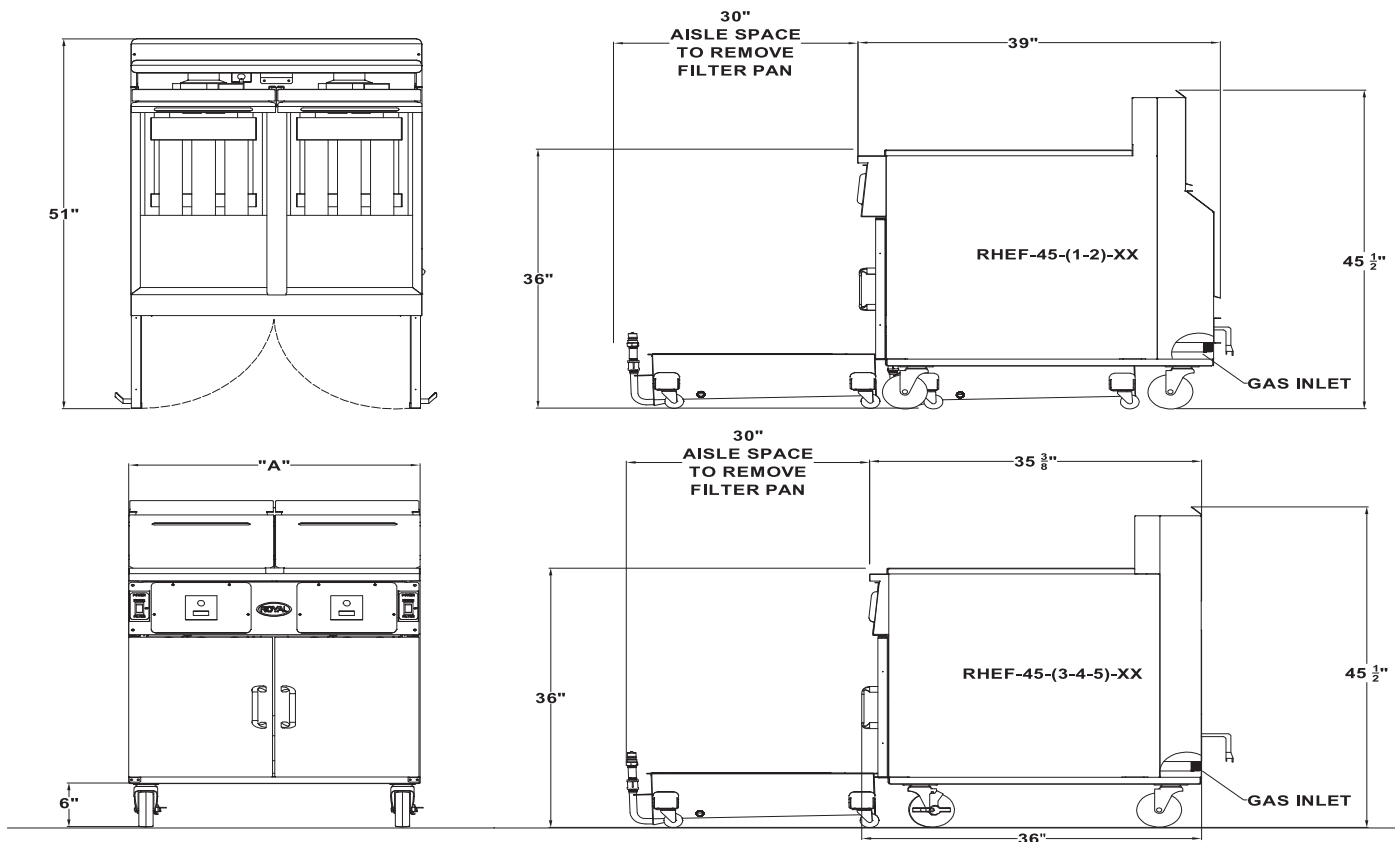 30"
AISLE SPACE
TO REMOVE
FILTER PAN
39"
51"
36"
RHEF-45-(1-2)-XX
45 1/2"
GAS INLET
"A"
30"
AISLE SPACE
TO REMOVE
FILTER PAN
35 3/8"
ROYAL
36"
RHEF-45-(3-4-5)-XX
45 1/2"
6"
GAS INLET
36"